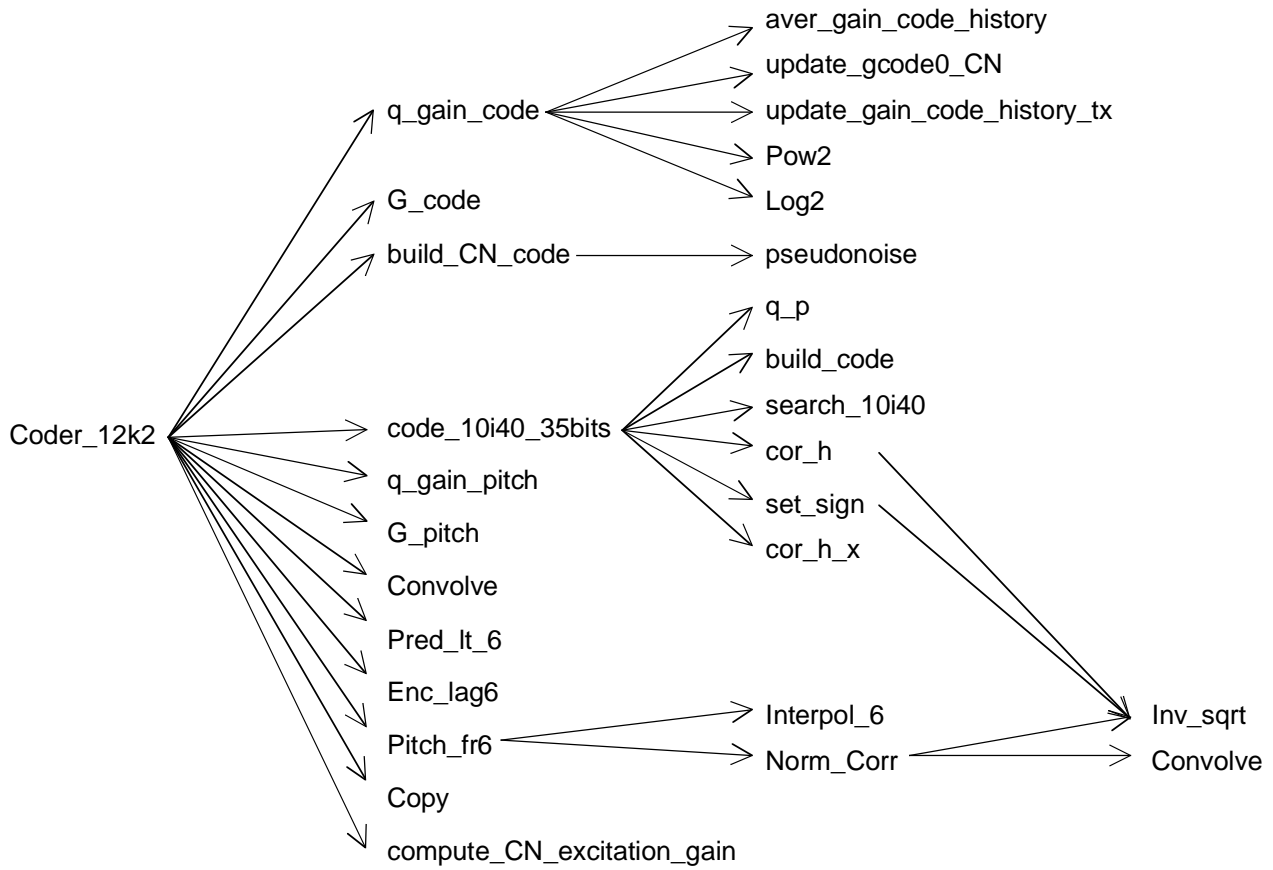 aver_gain_code_history
update_gcode0_CN
q_gain_code
update_gain_code_history_tx
Pow2
Log2
G_code
build_CN_code
pseudonoise
q_p
build_code
search_10i40
Coder_12k2
code_10i40_35bits
cor_h
q_gain_pitch
set_sign
G_pitch
cor_h_x
Convolve
Pred_lt_6
Enc_lag6
Interpol_6
Inv_sqrt
Pitch_fr6
Norm_Corr
Convolve
Copy
compute_CN_excitation_gain